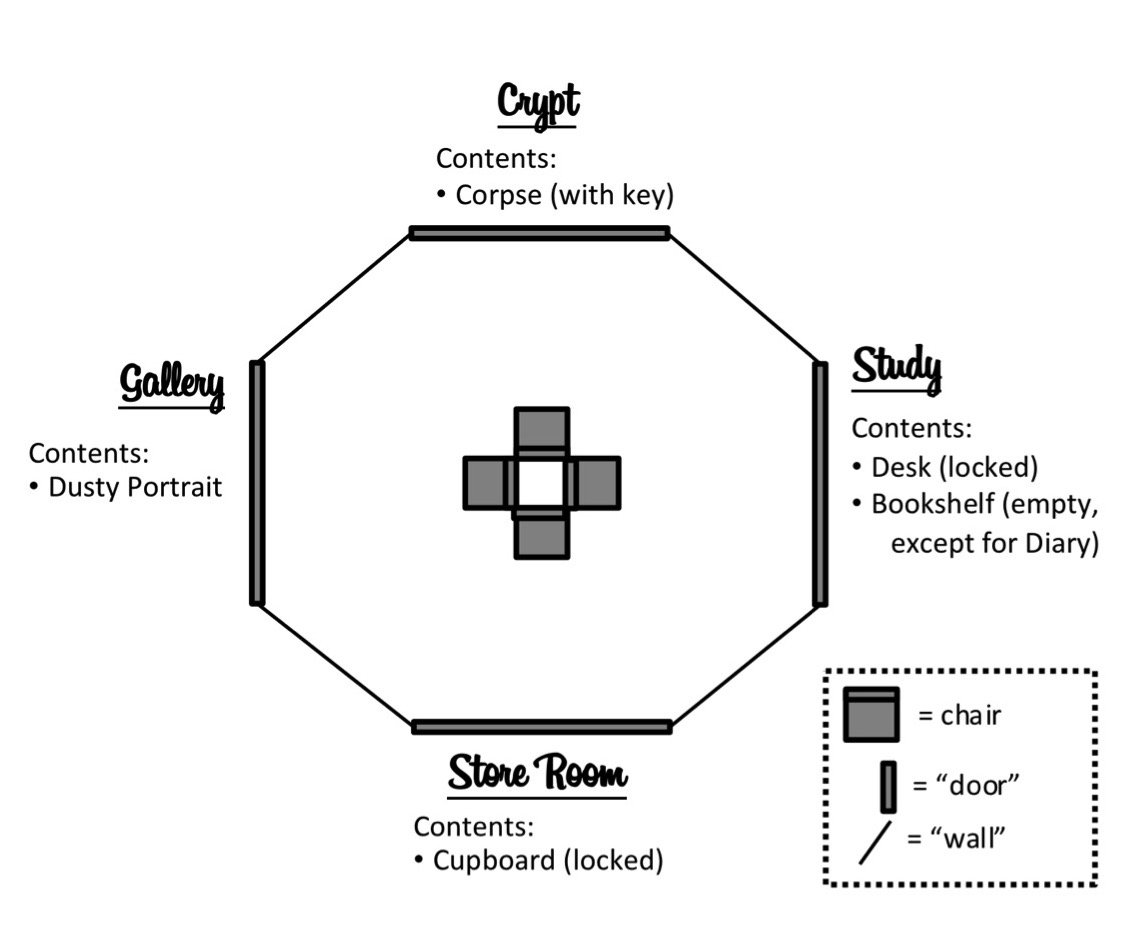 Crypt
Contents:
• Corpse (with key)
Gallery
Contents:
• Dusty Portrait
Study
Contents:
• Desk (locked)
• Bookshelf (empty,
except for Diary)
Store Room
Contents:
• Cupboard (locked)
= chair
= “door”
= “wall”